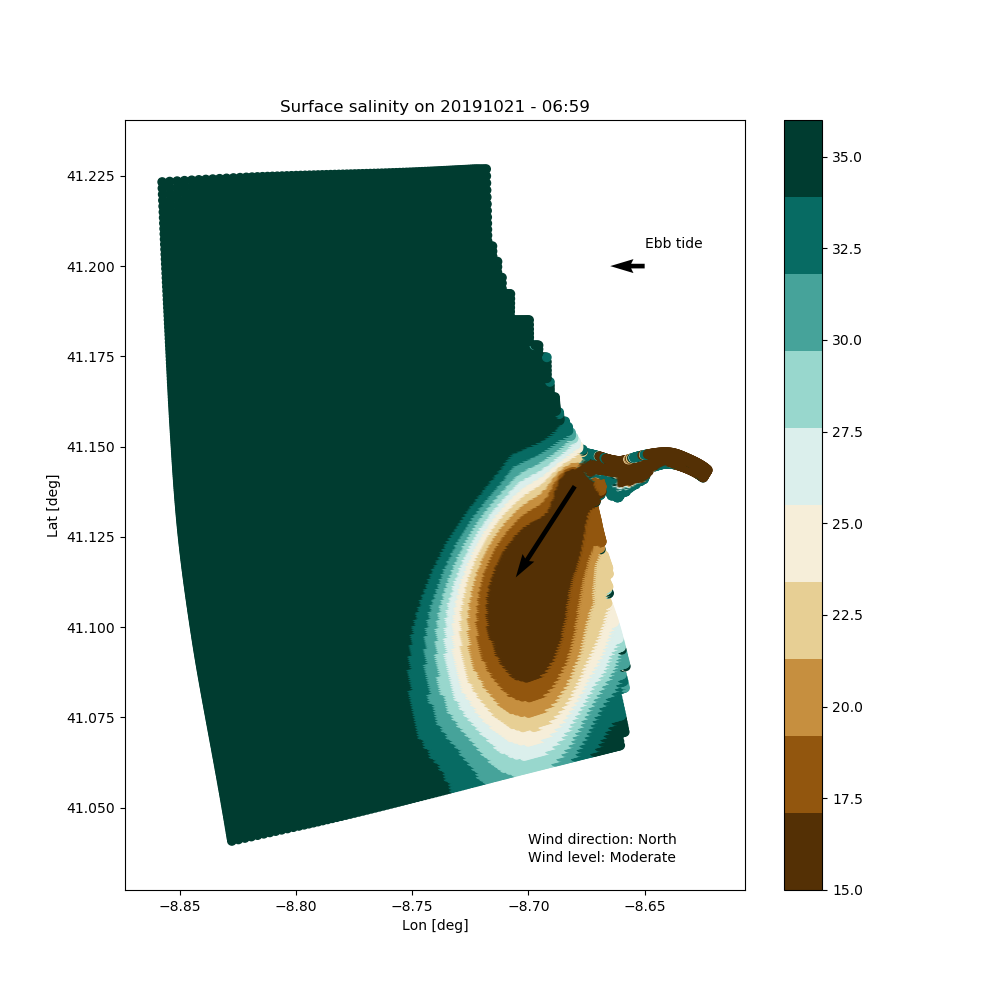 Surface salinity on 20191021 - 06:59
41.225
41.200
41.175
41.150
41.125
41.100
41.075
41.050
Lat [deg]
Ebb tide
Wind direction: North
Wind level: Moderate
−8.85 −8.80 −8.75 −8.70 −8.65
Lon [deg]
35.0
32.5
30.0
27.5
25.0
22.5
20.0
17.5
15.0